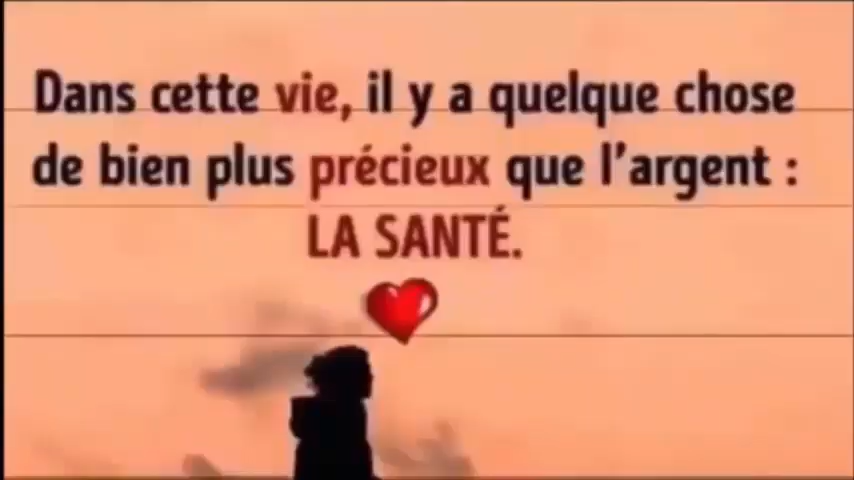 Dans cette vie, il y a quelque chose
de bien plus précieux que l'argent :
LA SANTÉ.